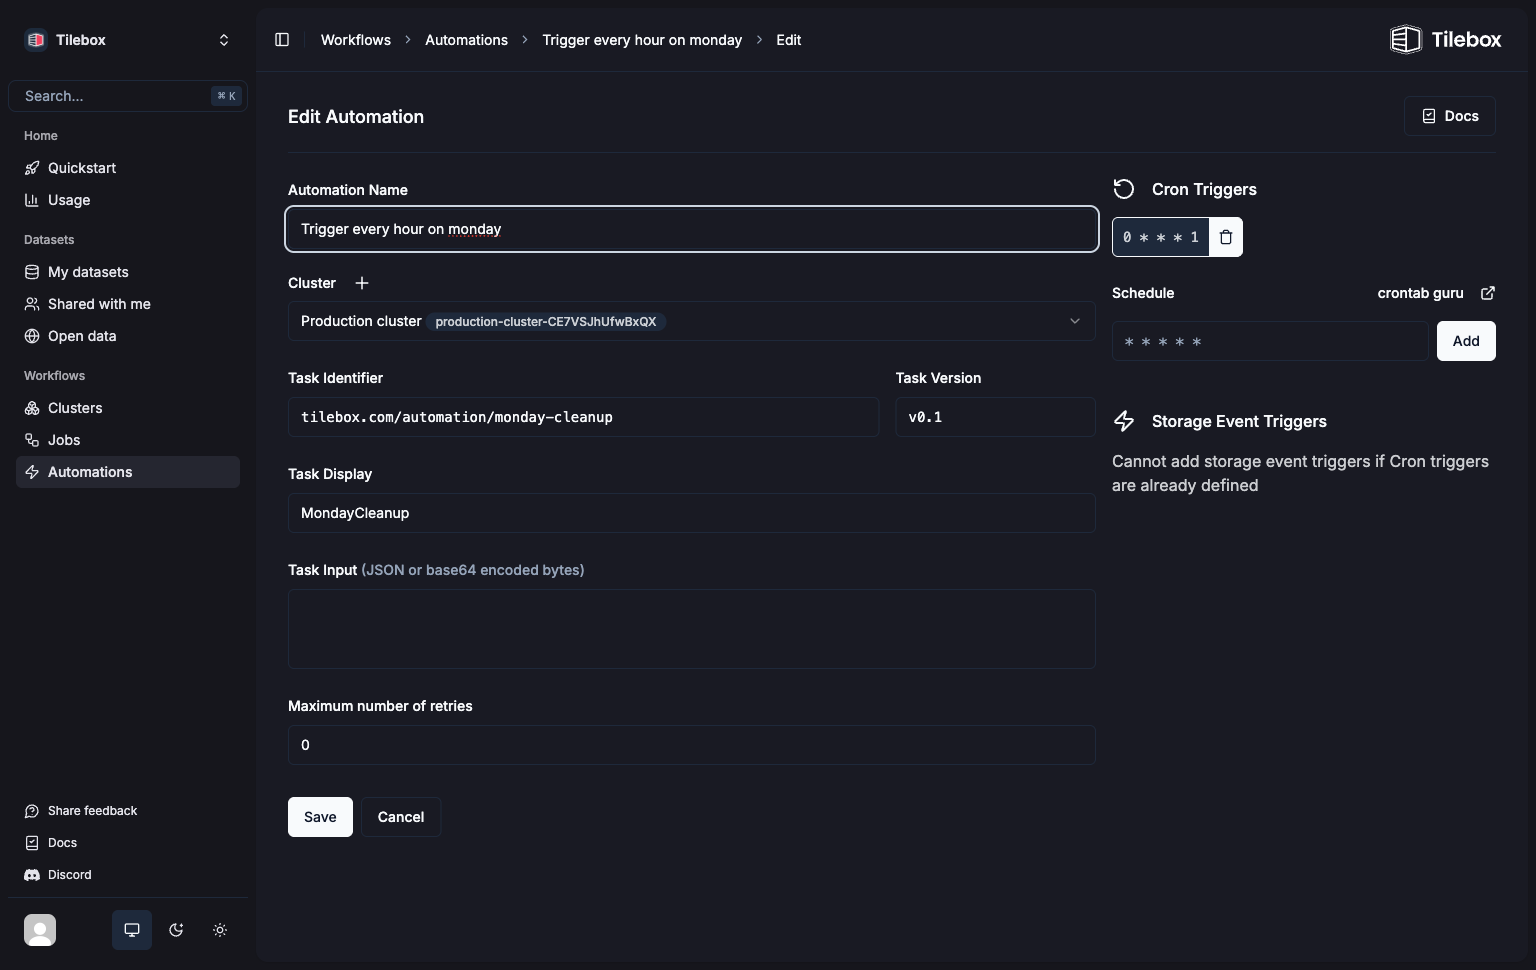 Tilebox
Search...
⌘ K
Home
Quickstart
Usage
Datasets
My datasets
Shared with me
Open data
Workflows
Clusters
Jobs
Automations
Share feedback
Docs
Discord
Workflows > Automations > Trigger every hour on monday > Edit
Tilebox
Edit Automation
Docs
Automation Name
Trigger every hour on monday
Cluster +
Production cluster production-cluster-CE7VSJhUfwBxQX
Task Identifier
tilebox.com/automation/monday-cleanup
Task Version
v0.1
Task Display
MondayCleanup
Task Input (JSON or base64 encoded bytes)
Maximum number of retries
0
Save
Cancel
Cron Triggers
0 * * * 1
Schedule
crontab guru
* * * * *
Add
Storage Event Triggers
Cannot add storage event triggers if Cron triggers
are already defined